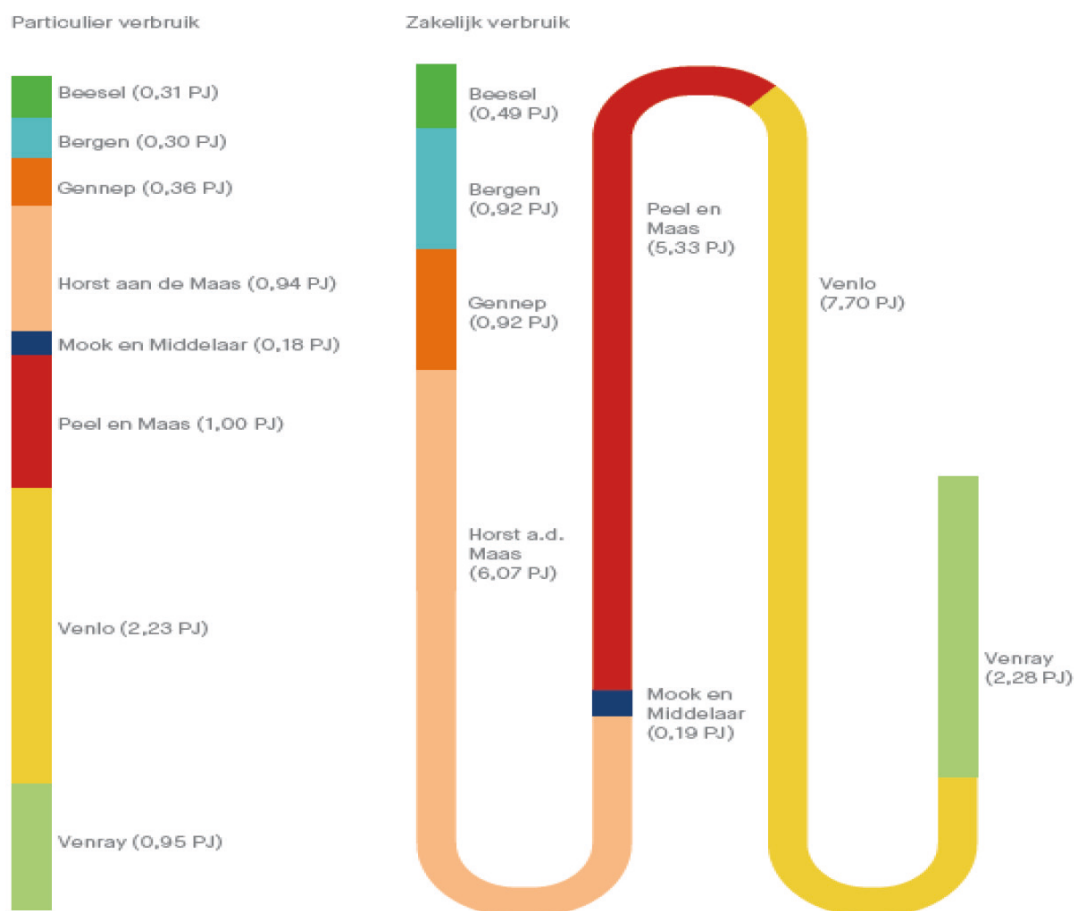 Particulier verbruik
Beesel (0,31 PJ)
Bergen (0,30 PJ)
Gennep (0,36 PJ)
Horst aan de Maas (0,94 PJ)
Mook en Middelaar (0,18 PJ)
Peel en Maas (1,00 PJ)
Venlo (2,23 PJ)
Venray (0,95 PJ)
Zakelijk verbruik
Beesel
(0,49 PJ)
Bergen
(0,92 PJ)
Gennep
(0,92 PJ)
Horst a.d.
Maas
(6,07 PJ)
Mook en
Middelaar
(0,19 PJ)
Peel en
Maas
(5,33 PJ)
Venlo
(7,70 PJ)
Venray
(2,28 PJ)